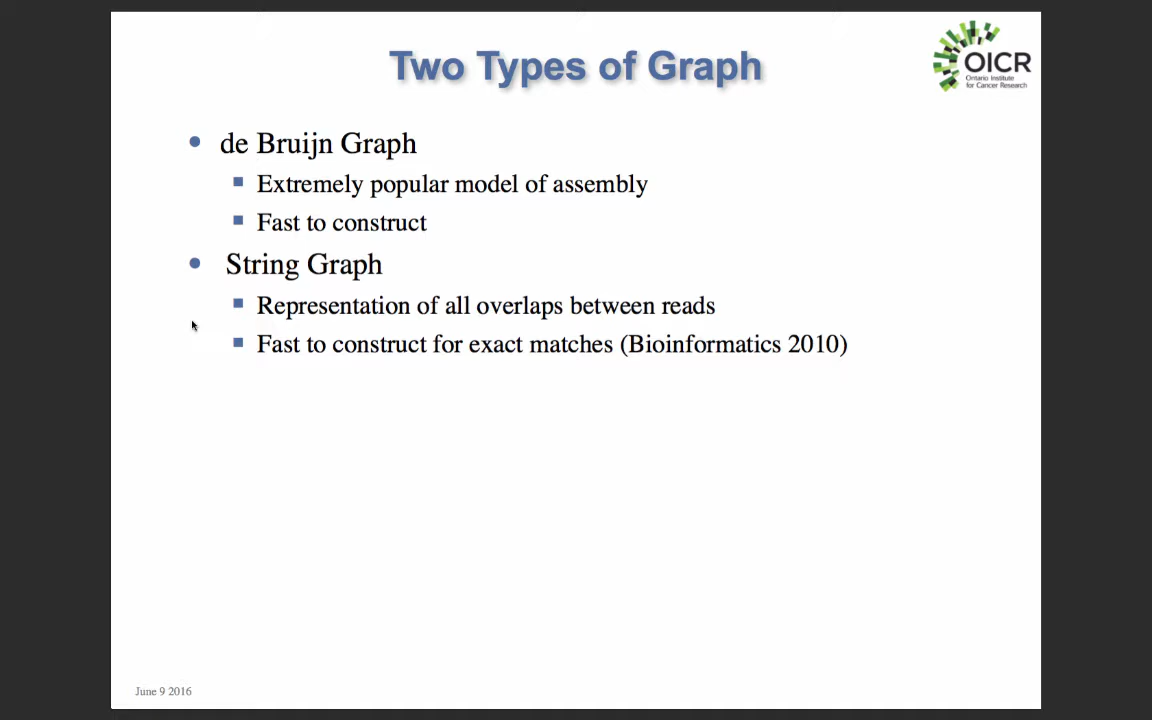 Two Types of Graph
OICR
Ontario Institute
for Cancer Research
de Bruijn Graph
Extremely popular model of assembly
Fast to construct
String Graph
Representation of all overlaps between reads
Fast to construct for exact matches (Bioinformatics 2010)
June 9 2016